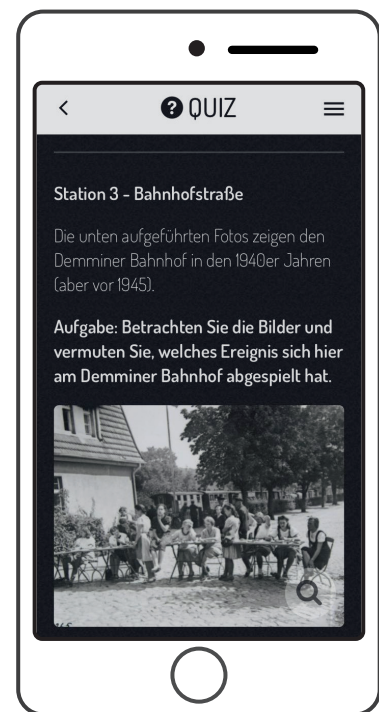 ? QUIZ
Station 3 - Bahnhofstraße
Die unten aufgeführten Fotos zeigen den
Demminer Bahnhof in den 1940er Jahren
(aber vor 1945).
Aufgabe: Betrachten Sie die Bilder und
vermuten Sie, welches Ereignis sich hier
am Demminer Bahnhof abgespielt hat.